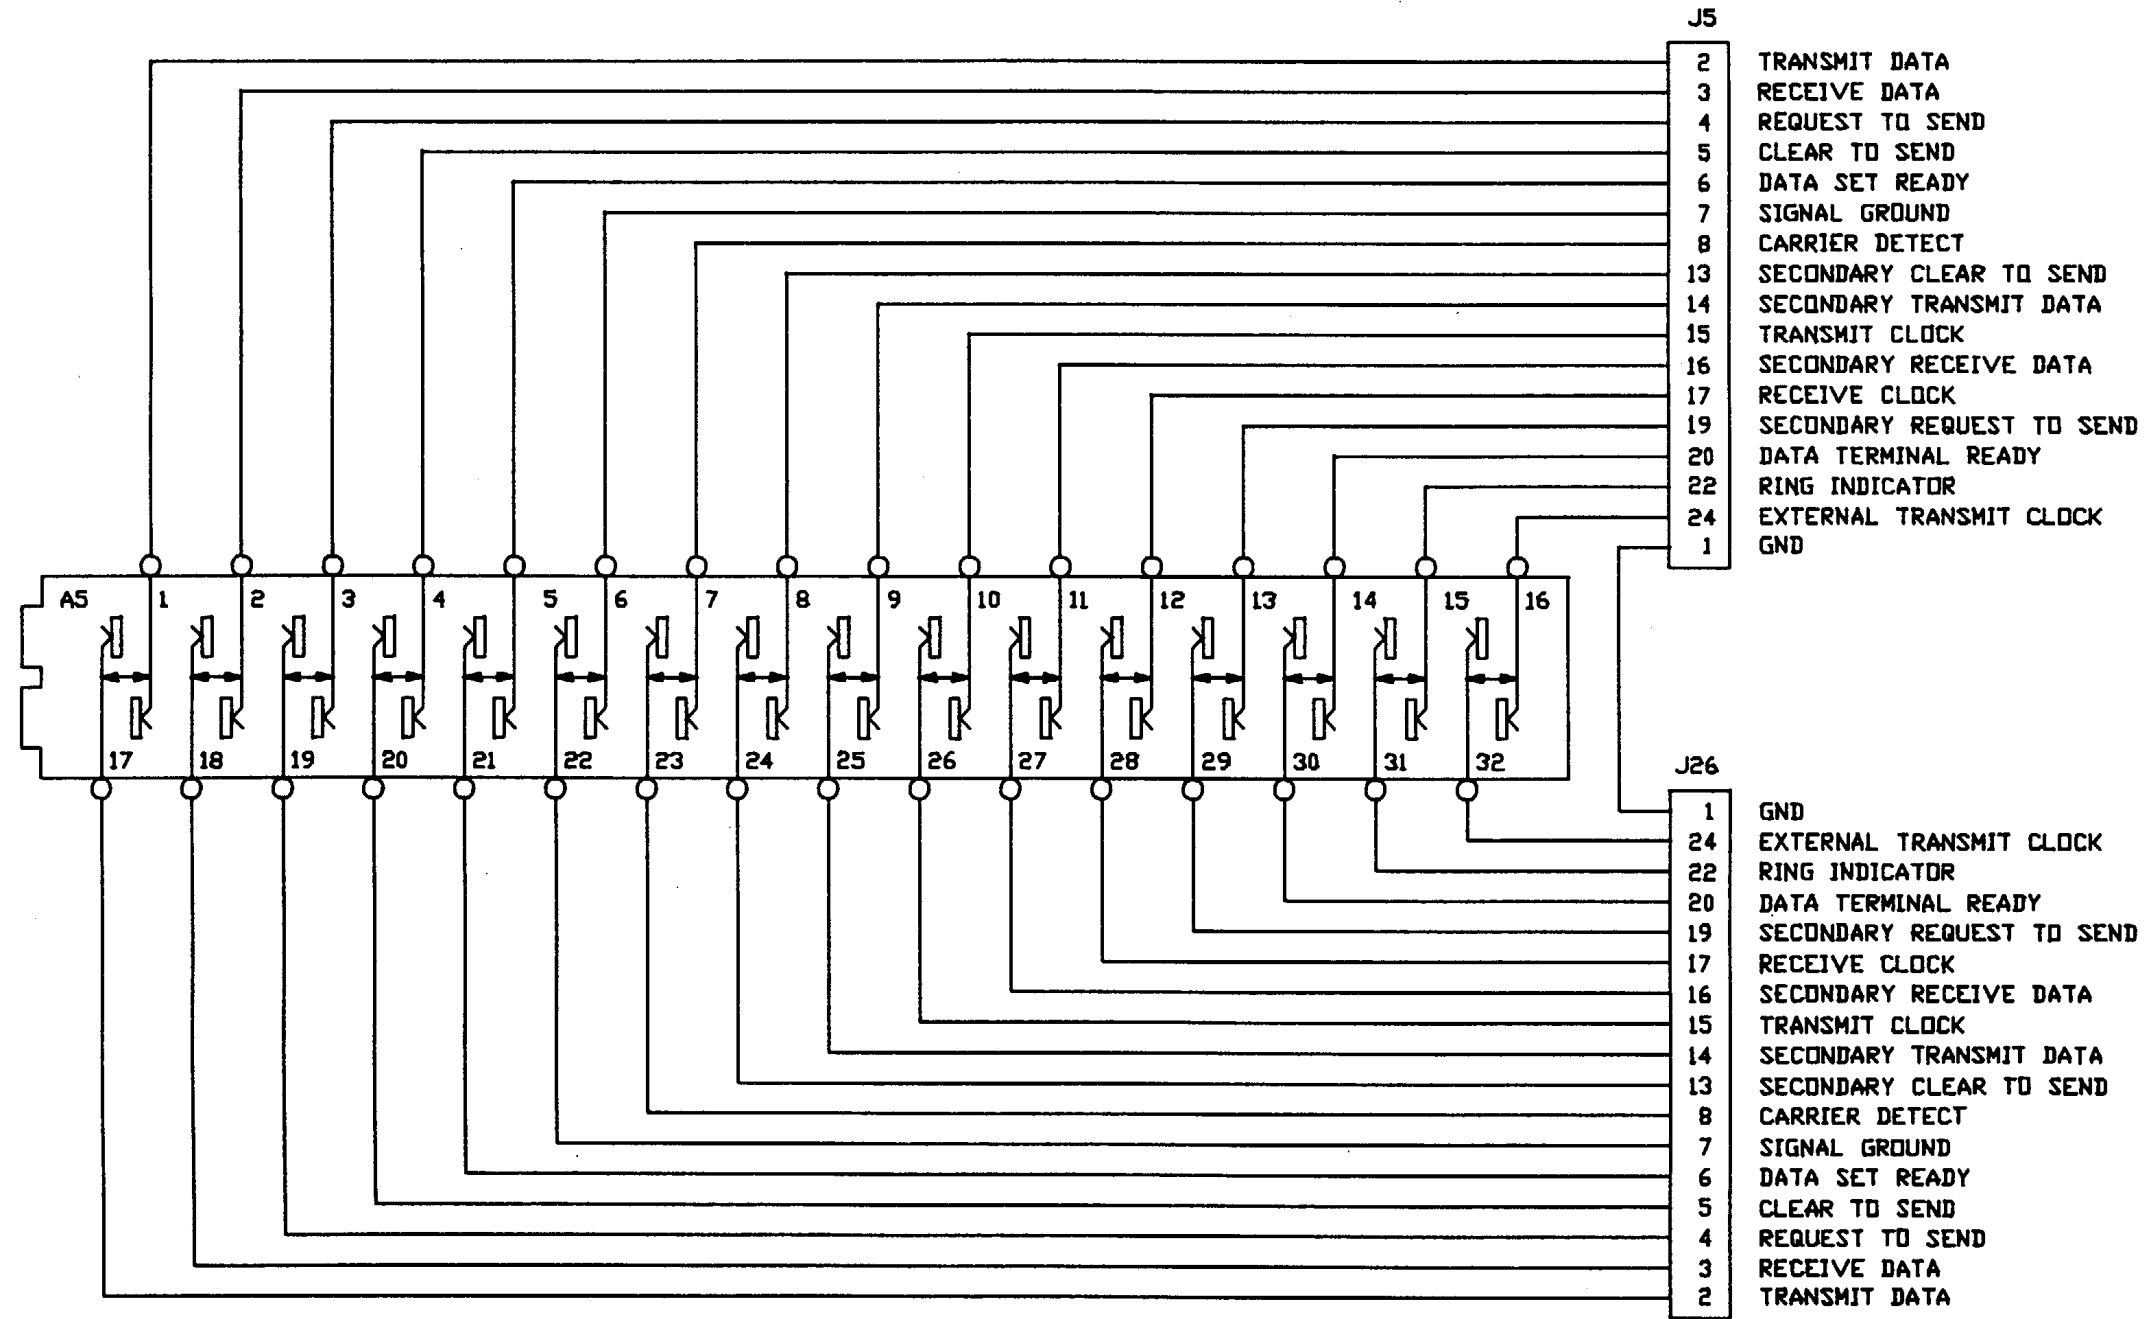 J5
2 TRANSMIT DATA
3 RECEIVE DATA
4 REQUEST TO SEND
5 CLEAR TO SEND
6 DATA SET READY
7 SIGNAL GROUND
8 CARRIER DETECT
13 SECONDARY CLEAR TO SEND
14 SECONDARY TRANSMIT DATA
15 TRANSMIT CLOCK
16 SECONDARY RECEIVE DATA
17 RECEIVE CLOCK
19 SECONDARY REQUEST TO SEND
20 DATA TERMINAL READY
22 RING INDICATOR
24 EXTERNAL TRANSMIT CLOCK
1 GND
A5 1 2 3 4 5 6 7 8 9 10 11 12 13 14 15 16
17 18 19 20 21 22 23 24 25 26 27 28 29 30 31 32
J26
1 GND
24 EXTERNAL TRANSMIT CLOCK
22 RING INDICATOR
20 DATA TERMINAL READY
19 SECONDARY REQUEST TO SEND
17 RECEIVE CLOCK
16 SECONDARY RECEIVE DATA
15 TRANSMIT CLOCK
14 SECONDARY TRANSMIT DATA
13 SECONDARY CLEAR TO SEND
8 CARRIER DETECT
7 SIGNAL GROUND
6 DATA SET READY
5 CLEAR TO SEND
4 REQUEST TO SEND
3 RECEIVE DATA
2 TRANSMIT DATA